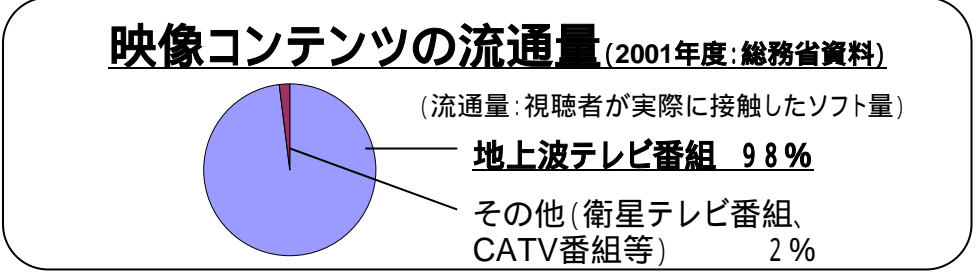 映像コンテンツの流通量(2001年度:総務省資料)
(流通量:視聴者が実際に接触したソフト量)
地上波テレビ番組 98%
その他(衛星テレビ番組、
CATV番組等) 2%